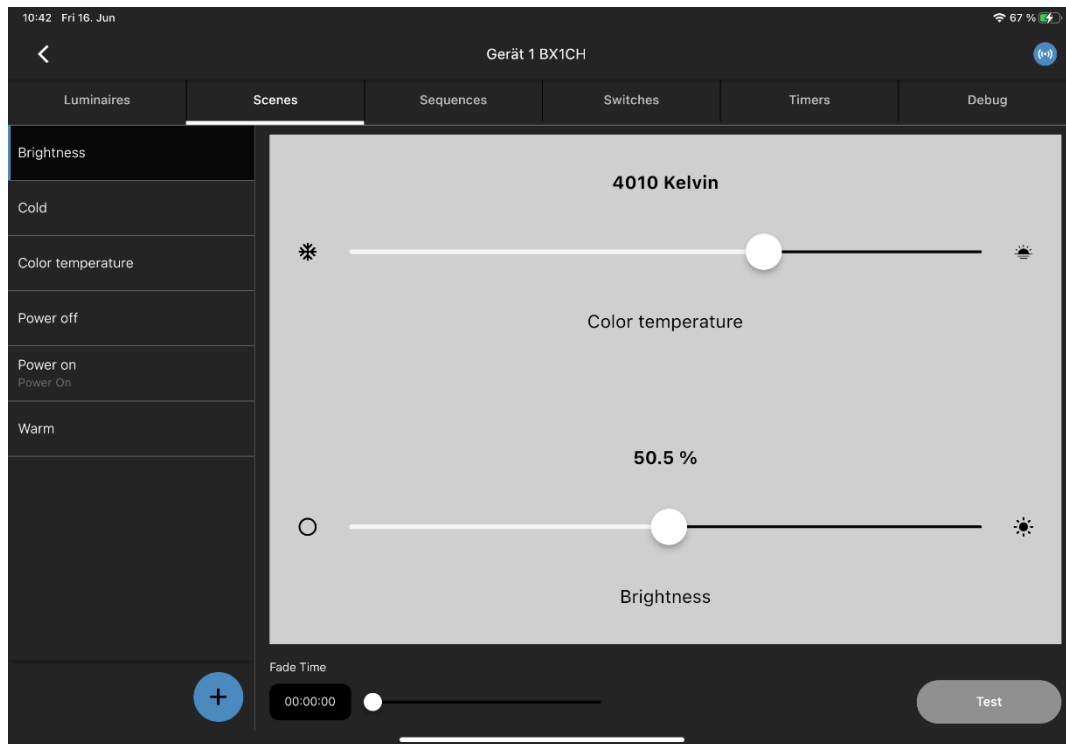 10:42 Fri 16. Jun
67 %
Gerät 1 BX1CH
Luminaires
Scenes
Sequences
Switches
Timers
Debug
Brightness
Cold
Color temperature
Power off
Power on
Power On
Warm
4010 Kelvin
Color temperature
50.5 %
Brightness
Fade Time
00:00:00
Test